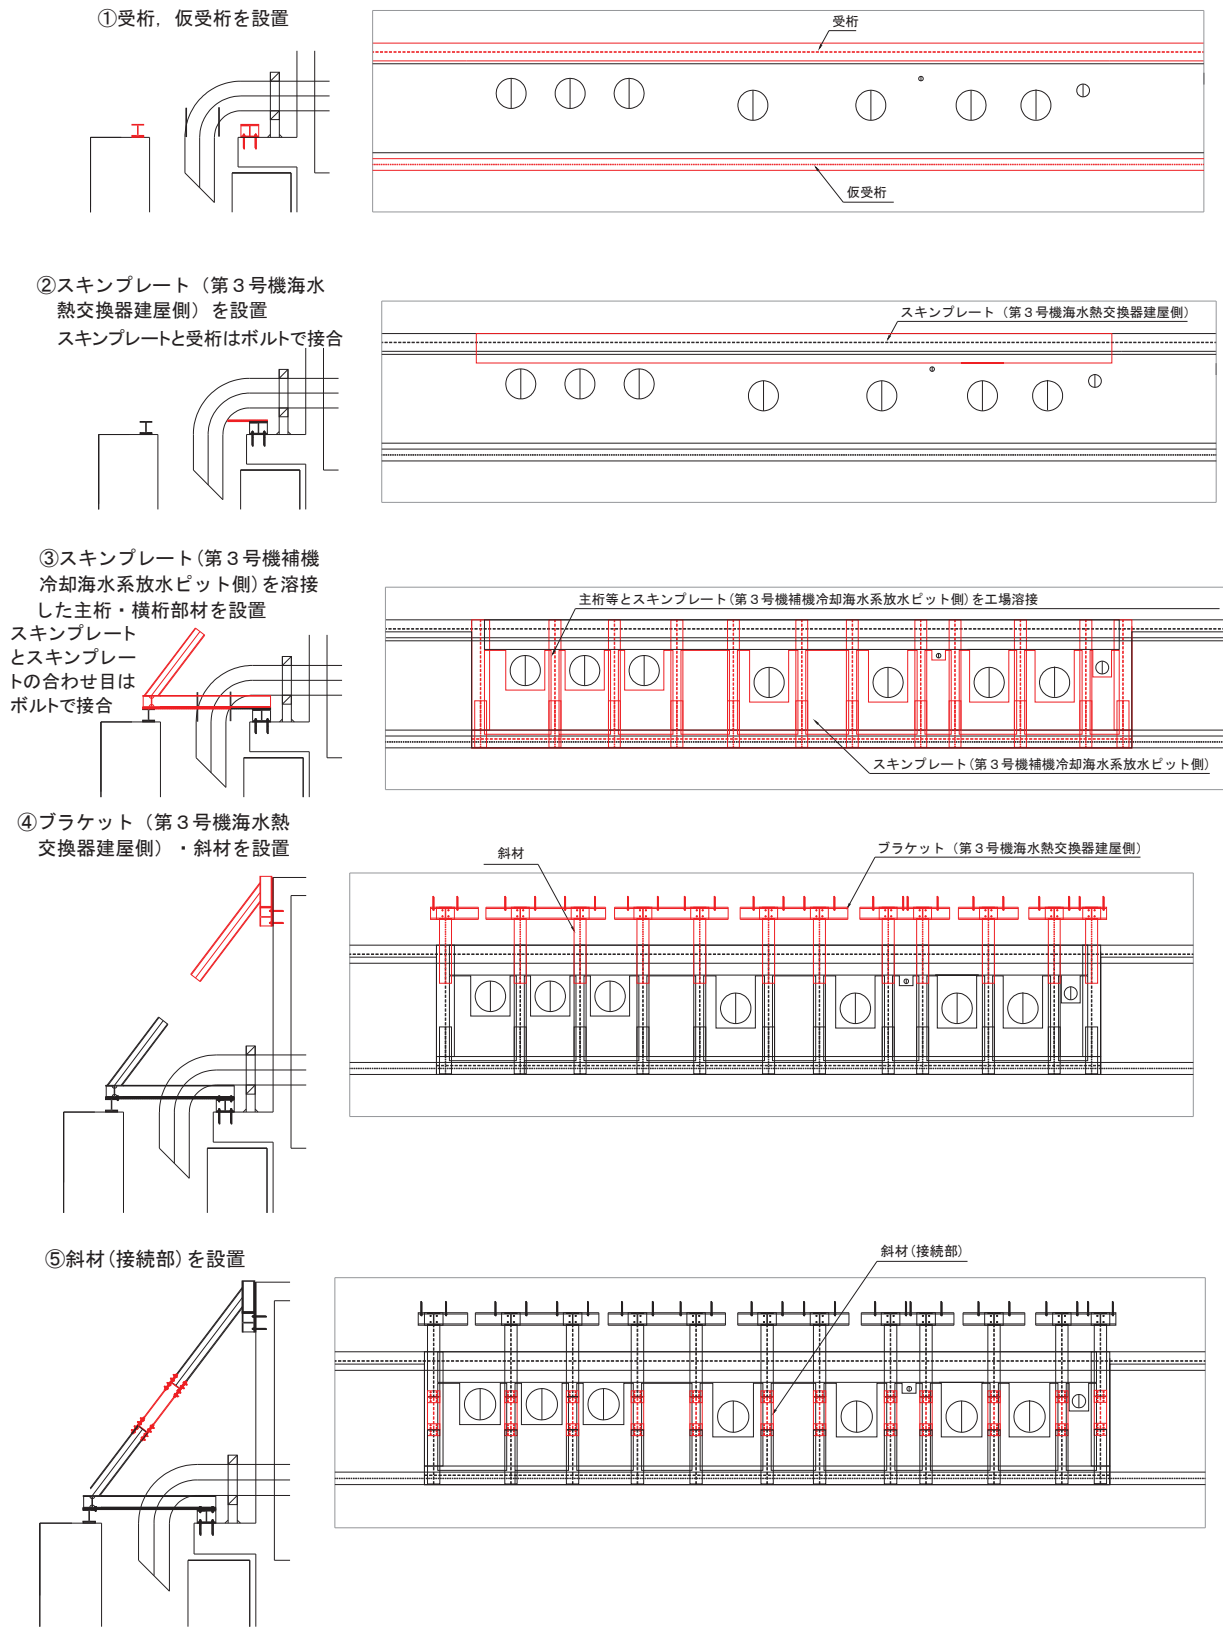 ①受桁，仮受桁を設置
受桁
仮受桁
②スキンプレート（第３号機海水
熱交換器建屋側）を設置
スキンプレートと受桁はボルトで接合
スキンプレート（第３号機海水熱交換器建屋側）
③スキンプレート(第３号機補機
冷却海水系放水ピット側)を溶接
した主桁・横桁部材を設置
スキンプレート
とスキンプレー
トの合わせ目は
ボルトで接合
主桁等とスキンプレート(第３号機補機冷却海水系放水ピット側)を工場溶接
スキンプレート(第３号機補機冷却海水系放水ピット側)
④ブラケット（第３号機海水熱
交換器建屋側）・斜材を設置
斜材
ブラケット（第３号機海水熱交換器建屋側）
⑤斜材(接続部)を設置
斜材(接続部)